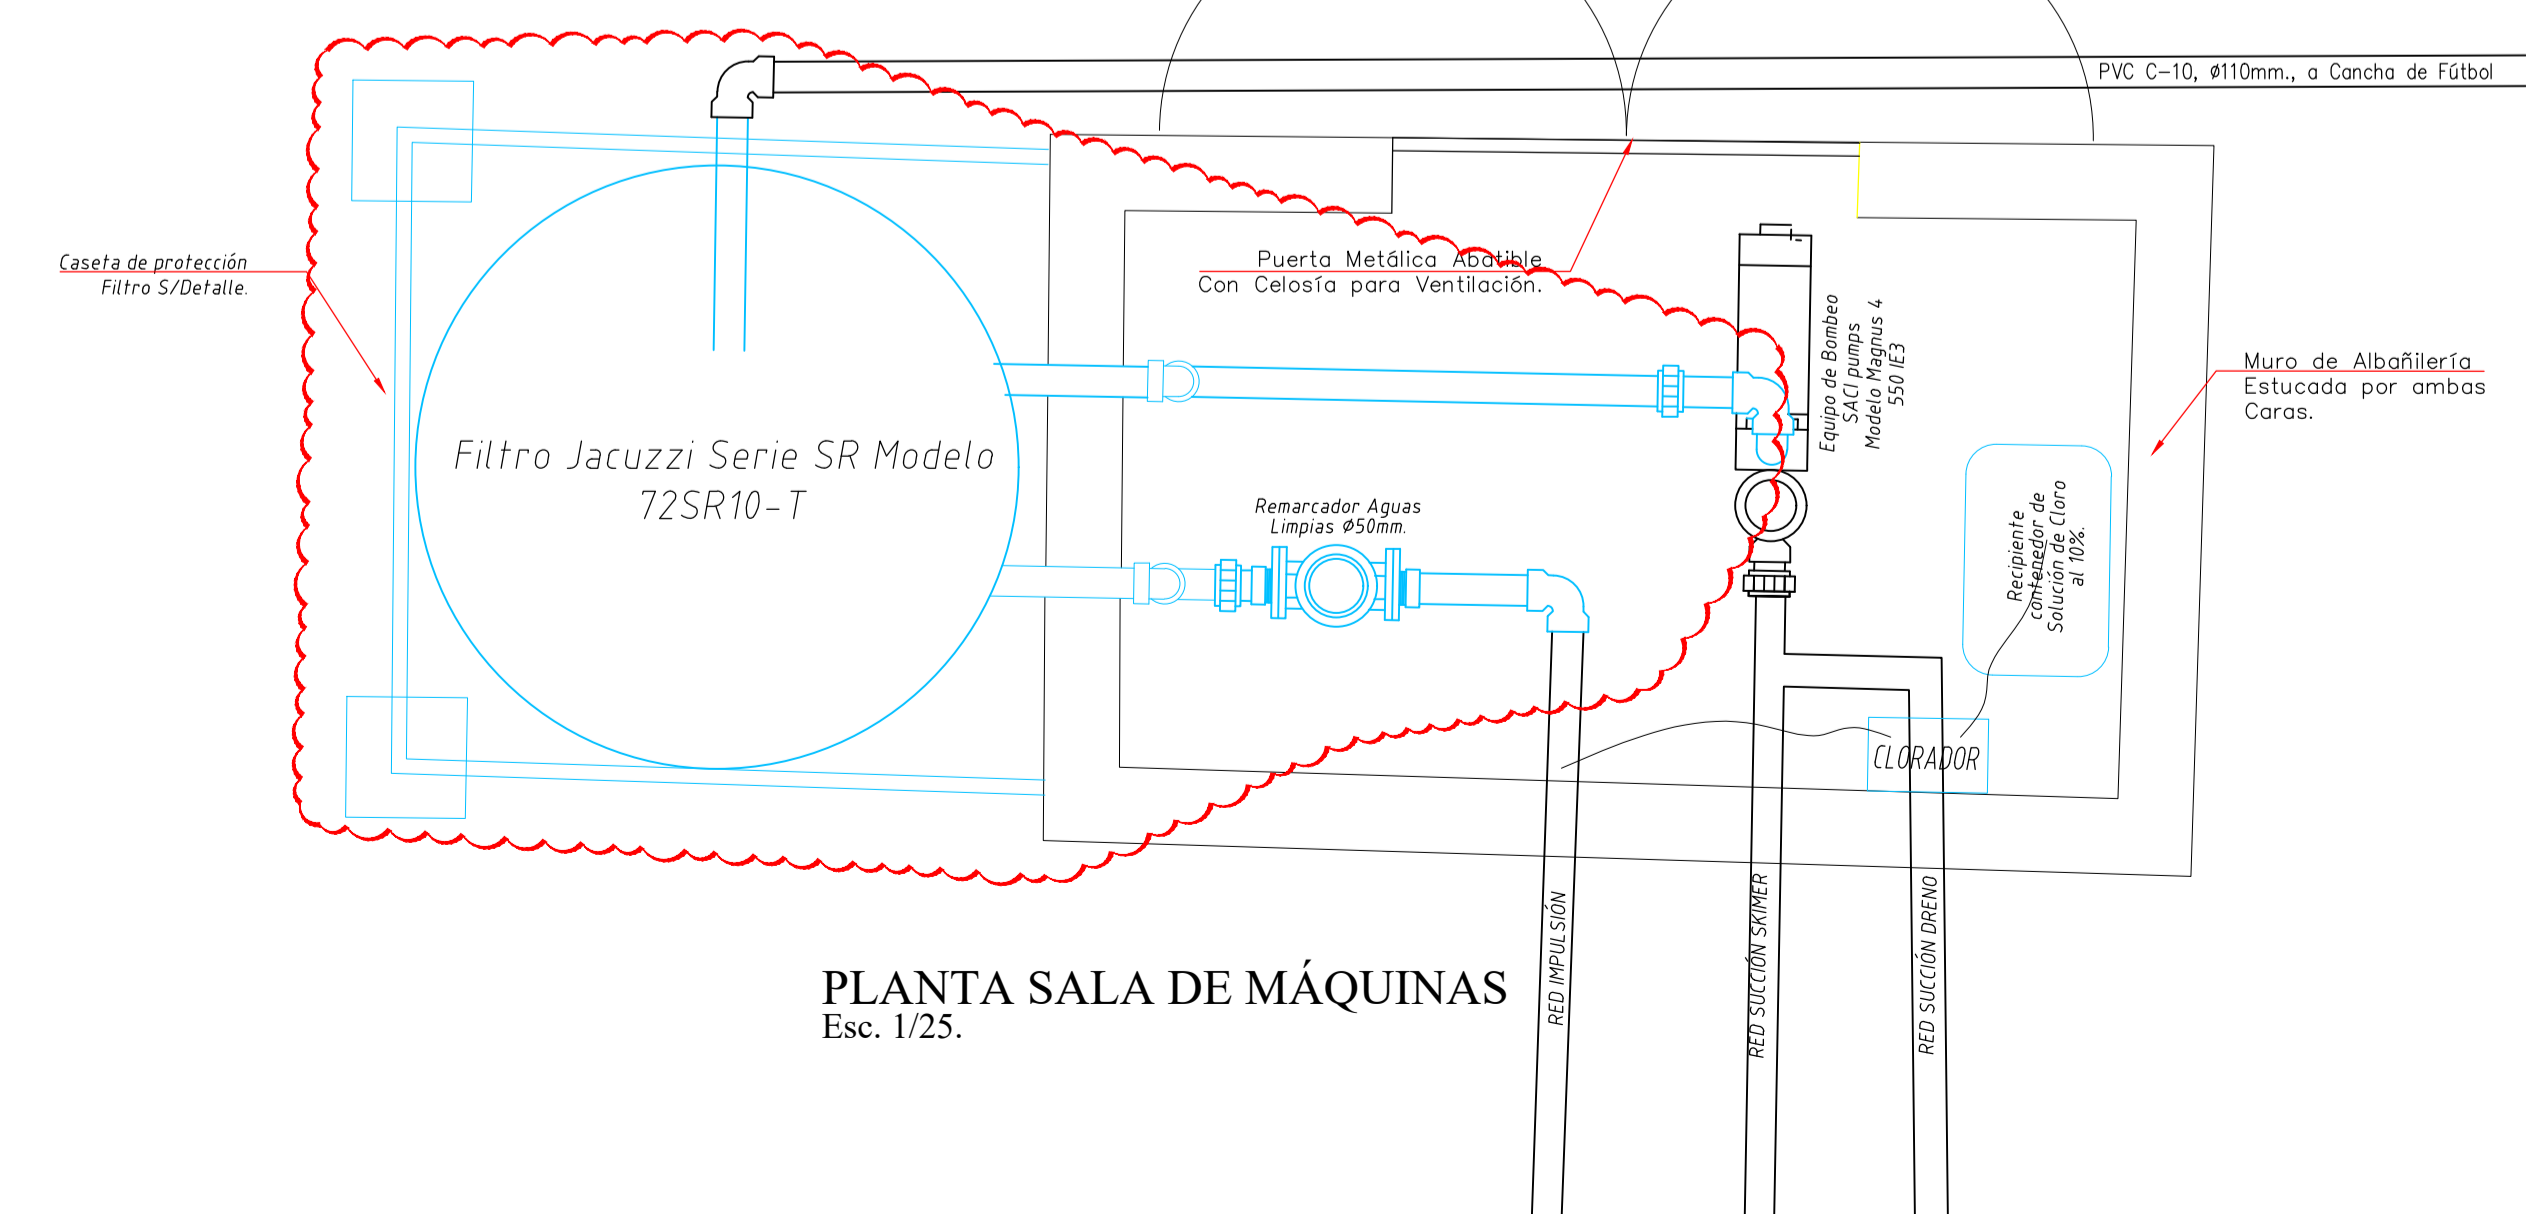 PVC C-10, Ø110mm., a Cancha de Fútbol
Caseta de protección
Filtro S/Detalle.
Puerta Metálica Abatible
Con Celosía para Ventilación.
Equipo de Bombeo
SACI pumps
Modelo Magnus 4
550 IE3
Muro de Albañilería
Estucada por ambas
Caras.
Filtro Jacuzzi Serie SR Modelo
72SR10-T
Remarcador Aguas
Limpias Ø50mm.
Recipiente
contenedor de
Solución de Cloro
al 10%.
CLORADOR
RED IMPULSIÓN
RED SUCCIÓN SKIMER
RED SUCCIÓN DRENO
PLANTA SALA DE MÁQUINAS
Esc. 1/25.